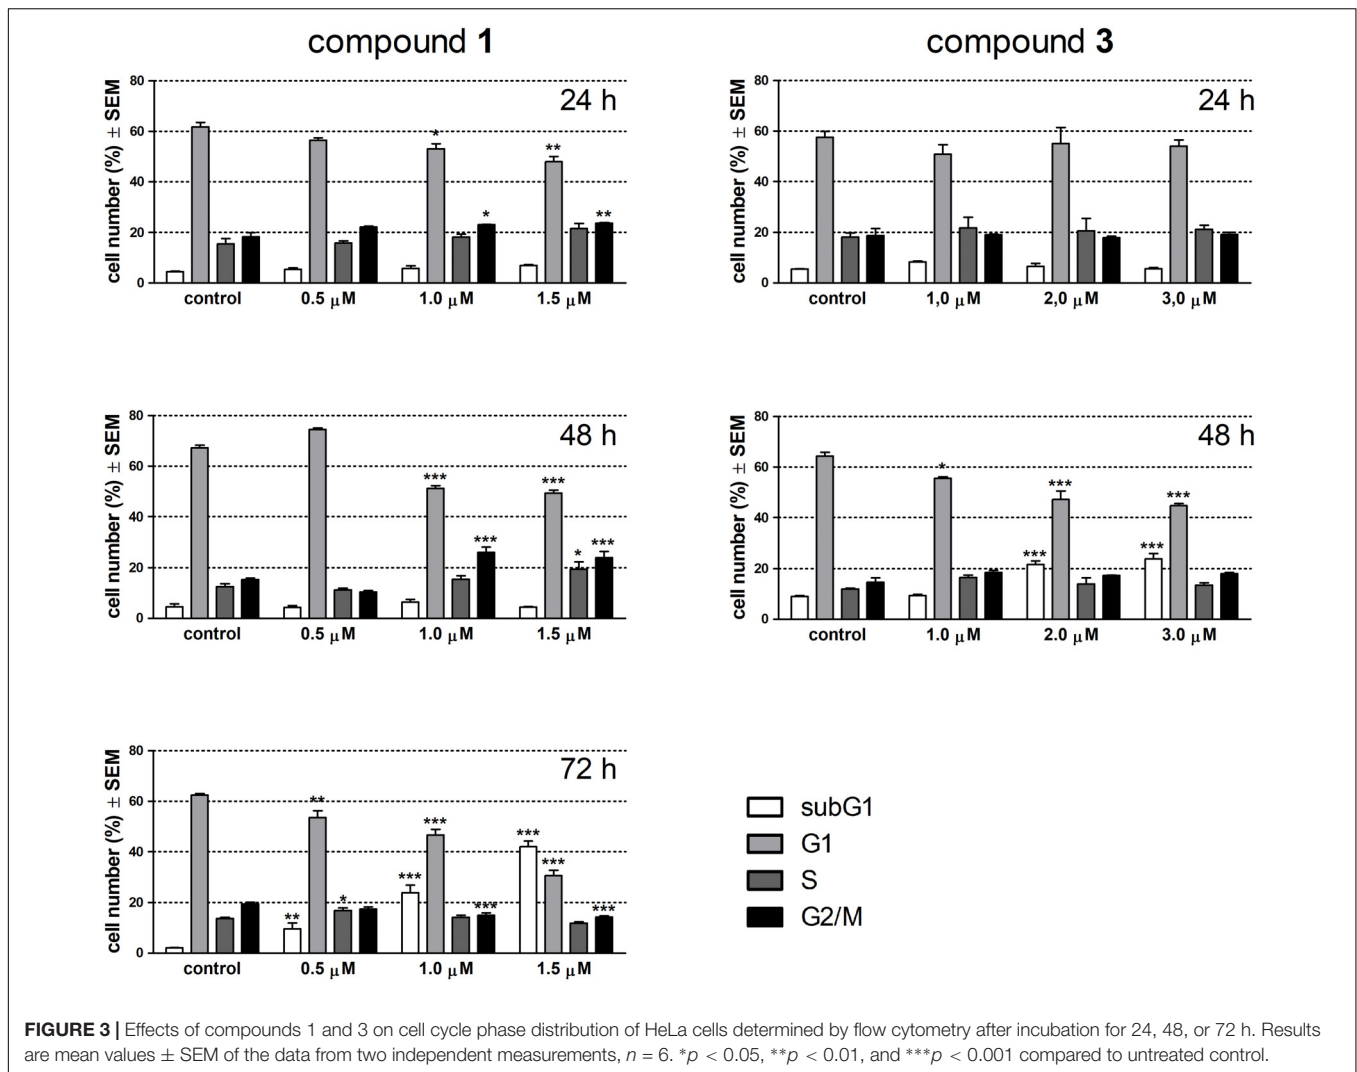 compound 1
compound 3
cell number (%) ± SEM
80
60
40
20
0
24 h
*
**
*
**
control
0.5 μM
1.0 μM
1.5 μM
cell number (%) ± SEM
80
60
40
20
0
24 h
control
1,0 μM
2,0 μM
3,0 μM
cell number (%) ± SEM
80
60
40
20
0
48 h
***
***
***
*
***
control
0.5 μM
1.0 μM
1.5 μM
cell number (%) ± SEM
80
60
40
20
0
48 h
*
***
***
***
***
control
1.0 μM
2.0 μM
3.0 μM
cell number (%) ± SEM
80
60
40
20
0
72 h
**
**
*
***
***
***
***
***
***
control
0.5 μM
1.0 μM
1.5 μM
subG1
G1
S
G2/M
FIGURE 3 | Effects of compounds 1 and 3 on cell cycle phase distribution of HeLa cells determined by flow cytometry after incubation for 24, 48, or 72 h. Results
are mean values ± SEM of the data from two independent measurements, n = 6. *p < 0.05, **p < 0.01, and ***p < 0.001 compared to untreated control.